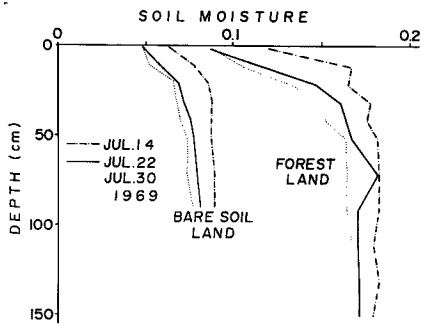 SOIL MOISTURE
0 0.1 0.2
0
50
100
150
DEPTH (cm)
JUL.14
JUL.22
JUL.30
1969
BARE SOIL
LAND
FOREST
LAND